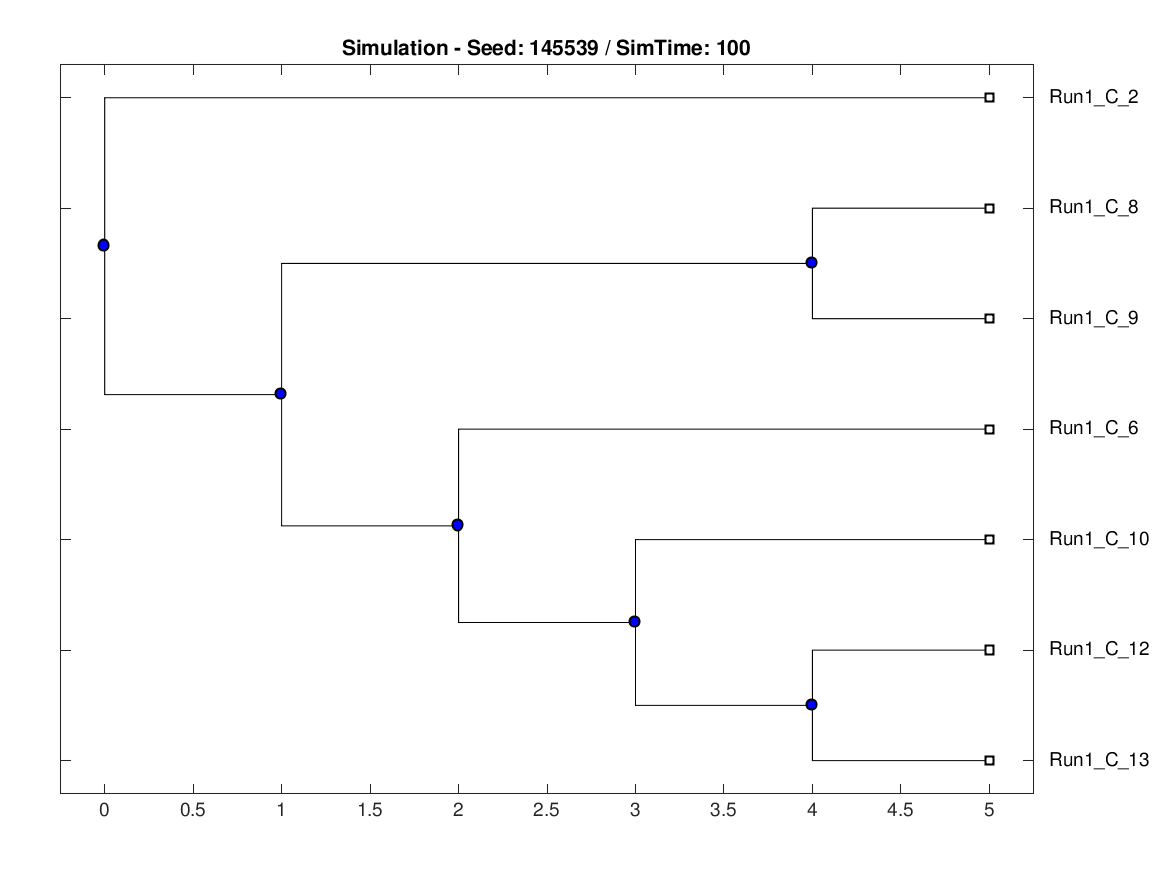 Simulation - Seed: 145539 / SimTime: 100
Run1_C_2
Run1_C_8
Run1_C_9
Run1_C_6
Run1_C_10
Run1_C_12
Run1_C_13
0 0.5 1 1.5 2 2.5 3 3.5 4 4.5 5